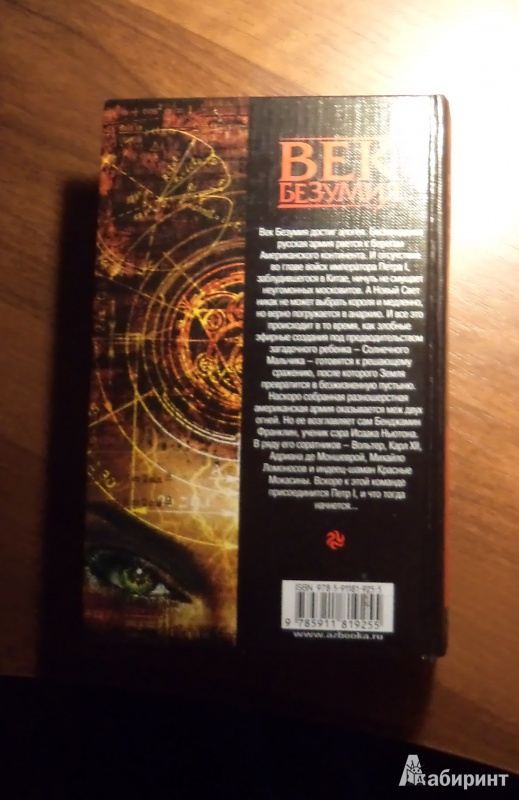 ВЕК
БЕЗУМИЯ
Век Безумия достиг апогея.
русская армия рвется к берегам
Американского континента. И отсутствие
во главе войск императора Петра I,
заблудившегося в Китае, ничуть не смущает
неугомонных московитов. А Новый Свет
никак не может выбрать короля и медленно,
но верно погружается в анархию. И все это
происходит в то время, как злобные
эфирные создания под предводительством
загадочного ребенка – Солнечного
Мальчика – готовятся к решающему
сражению, после которого Земля
превратится в безжизненную пустыню.
Наскоро собранная разношерстная
американская армия оказывается меж двух
огней. Но ее возглавляет сам Бенджамин
Франклин, ученик сэра Исаака Ньютона.
В ряду его соратников – Вольтер, Карл XII,
Адриана де Моншеврой, Михайло
Ломоносов и индеец-шаман Красные
Мокасины. Вскоре к этой команде
присоединится Петр I, и что тогда
начнется...
ISBN 978-5-91181-925-5
9 785911 819255
www.azbooka.ru
Лабиринт